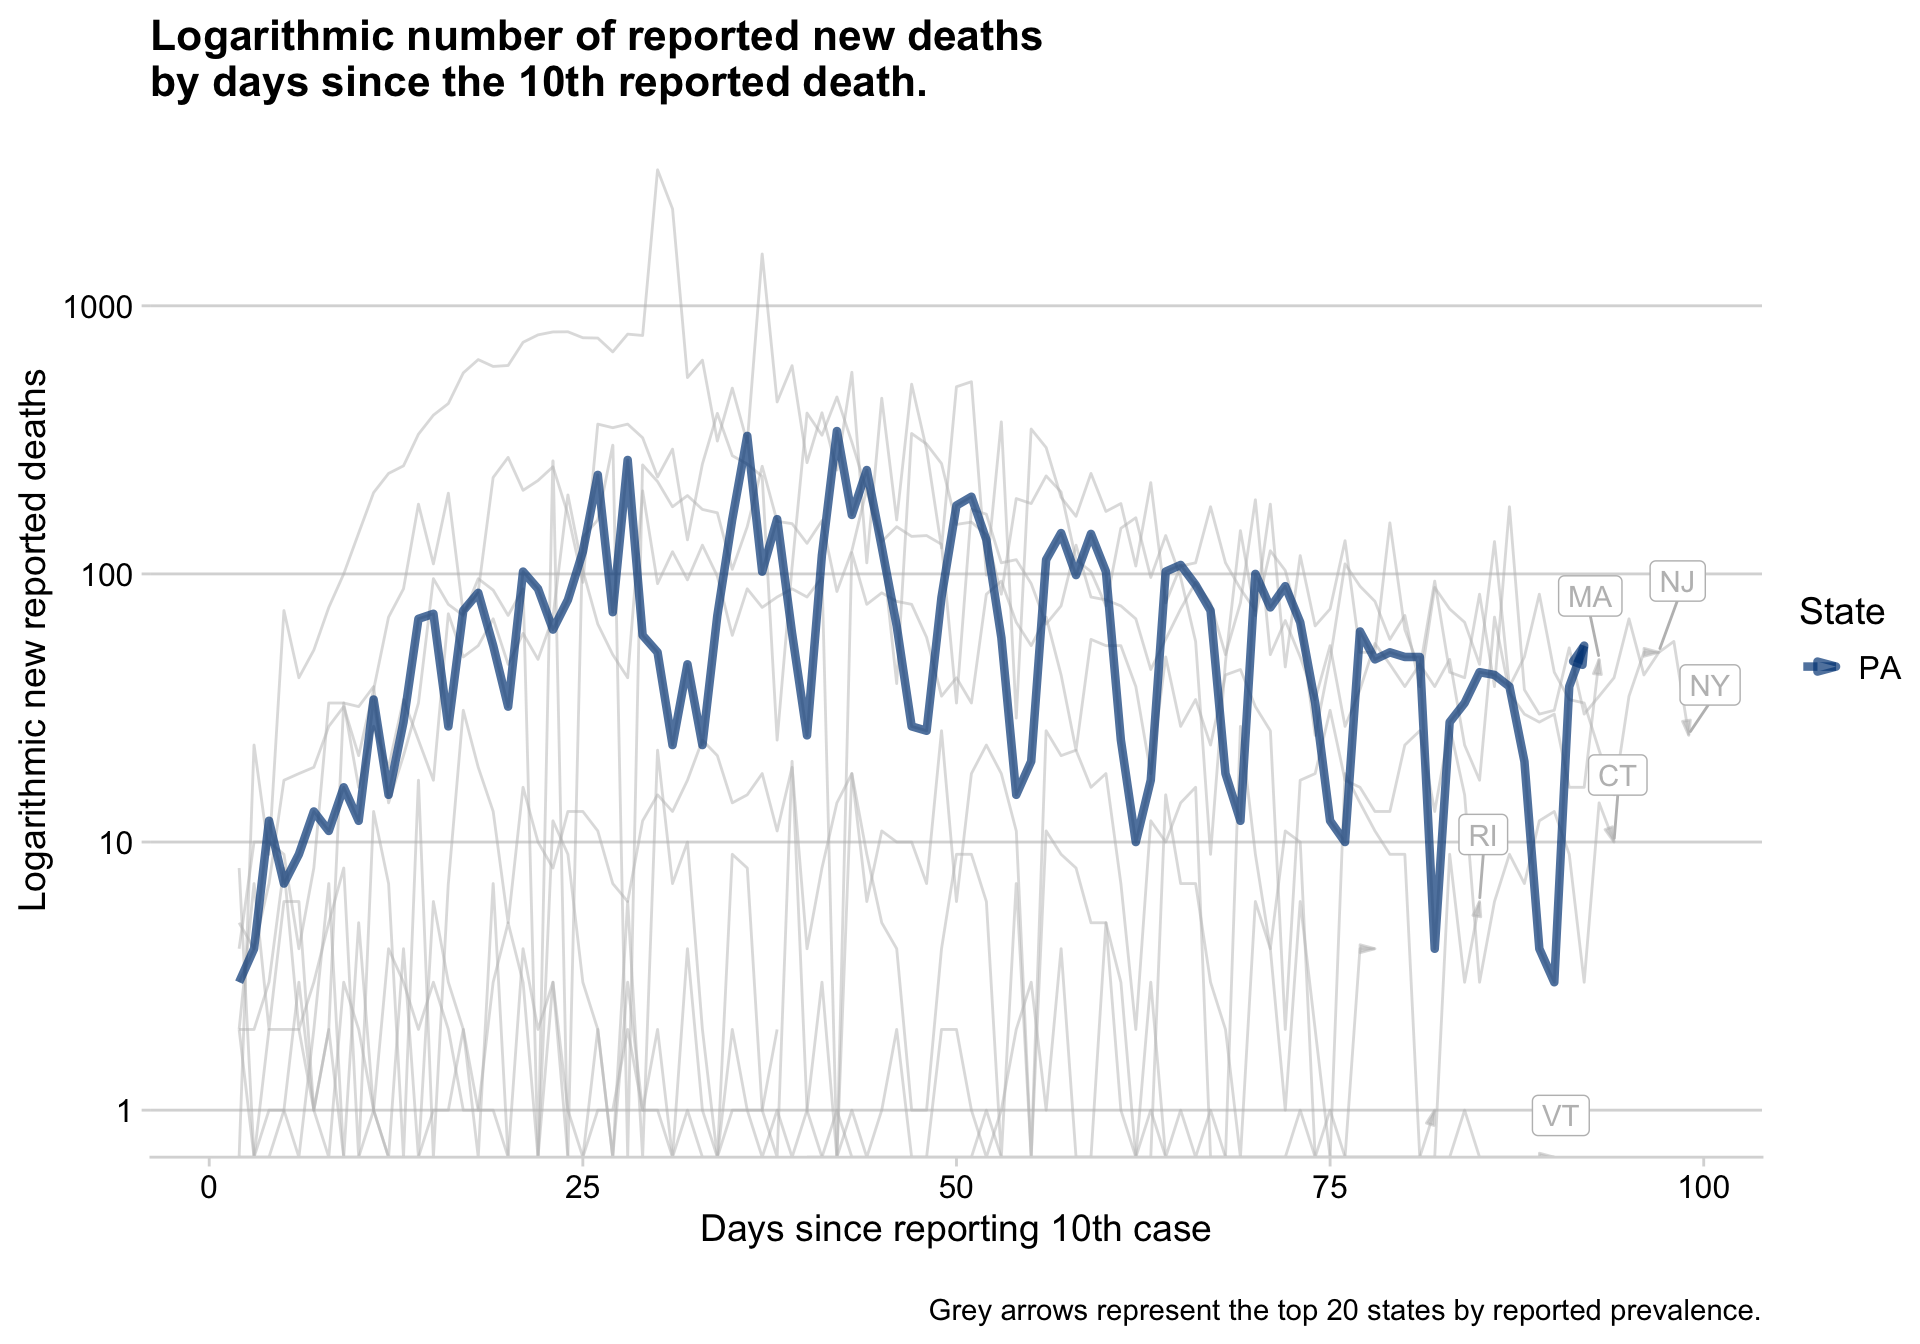 Logarithmic number of reported new deaths
by days since the 10th reported death.
Logarithmic new reported deaths
1000
100
10
1
MA
NJ
NY
CT
RI
VT
State
PA
0 25 50 75 100
Days since reporting 10th case
Grey arrows represent the top 20 states by reported prevalence.